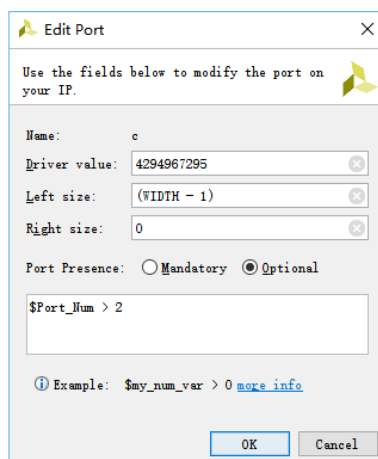 Edit Port
Use the fields below to modify the port on
your IP.
Name: c
Driver value: 4294967295
Left size: (WIDTH - 1)
Right size: 0
Port Presence: Mandatory Optional
$Port_Num > 2
Example: $my_num_var > 0 more info
OK Cancel